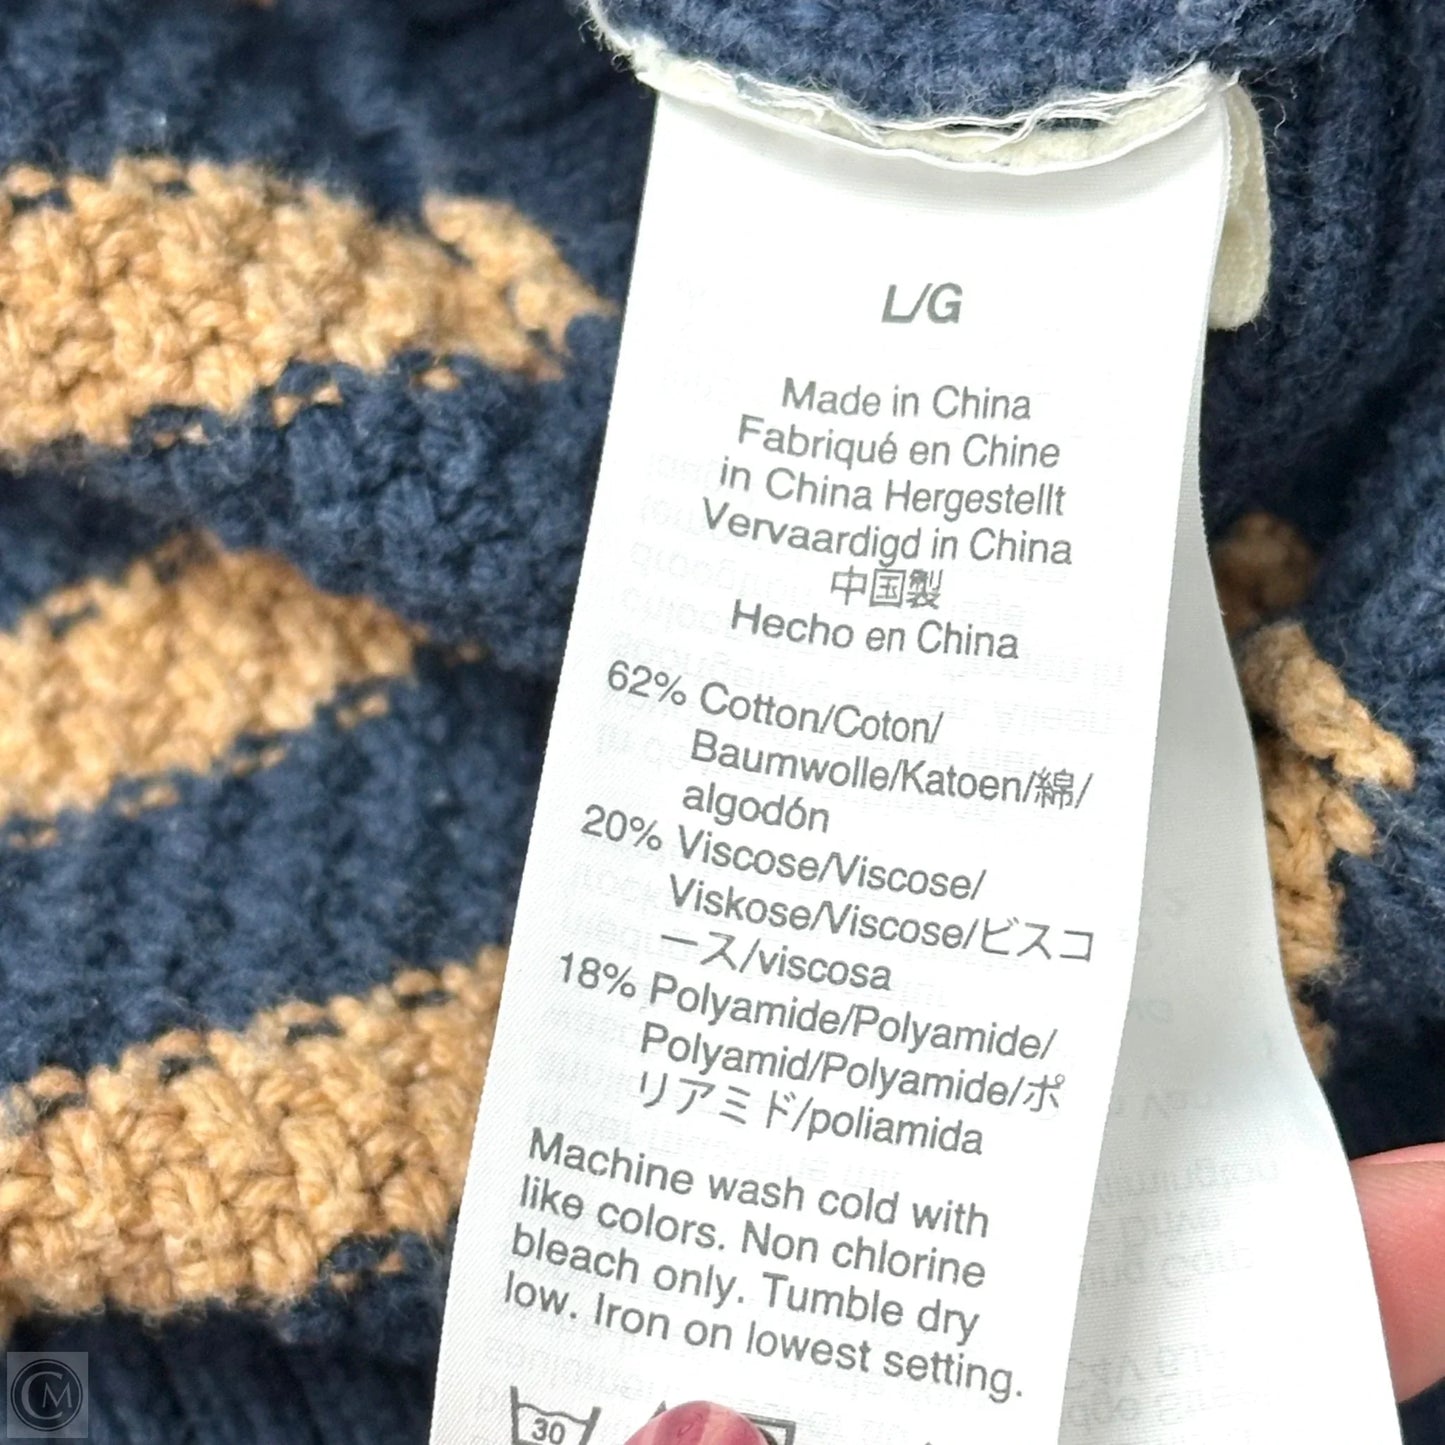 L/G
Made in China
Fabriqué en Chine
in China Hergestellt
Vervaardigd in China
中国製
Hecho en China
62% Cotton/Coton/
Baumwolle/Katoen/綿/
algodón
20% Viscose/Viscose/
Viskose/Viscose/ビスコ
ース/viscosa
18% Polyamide/Polyamide/
Polyamid/Polyamide/ポ
リアミド/poliamida
Machine wash cold with
like colors. Non chlorine
bleach only. Tumble dry
low. Iron on lowest setting.
30
CM